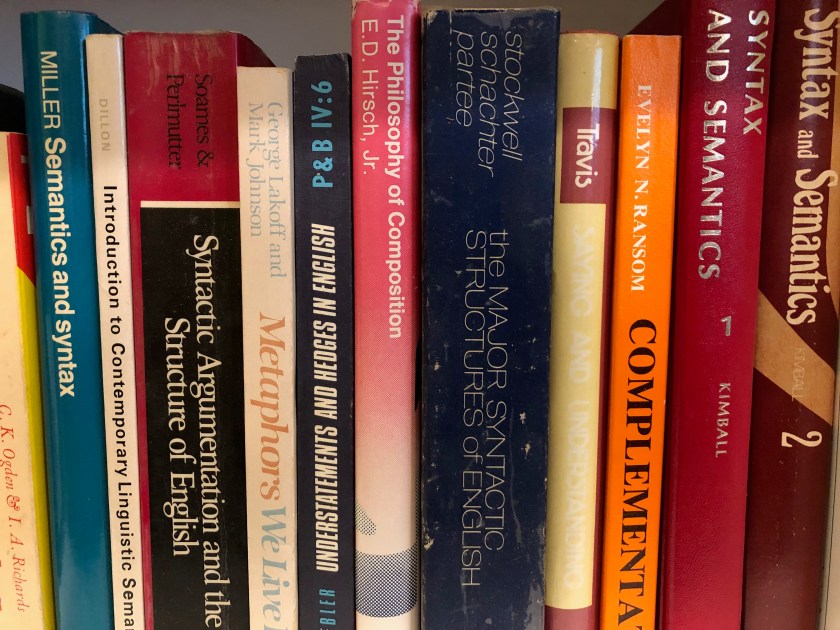 C. K. Ogden & I. A. Richards
MILLER Semantics and syntax
DILLON
Introduction to Contemporary Linguistic Seman
Soames &
Perlmutter
Syntactic Argumentation and the
Structure of English
George Lakoff and
Mark Johnson
Metaphors We Live
P&B IV:6
UNDERSTATEMENTS AND HEDGES IN ENGLISH
The Philosophy of Composition
E. D. Hirsch, Jr.
stockwell
schachter
partee
the MAJOR SYNTACTIC
STRUCTURES of ENGLISH
Travis
SAYING AND UNDERSTANDING
EVELYN N. RANSOM
COMPLEMENTA
SYNTAX
AND SEMANTICS
1
KIMBALL
Syntax and Semantics
KIMBALL
2